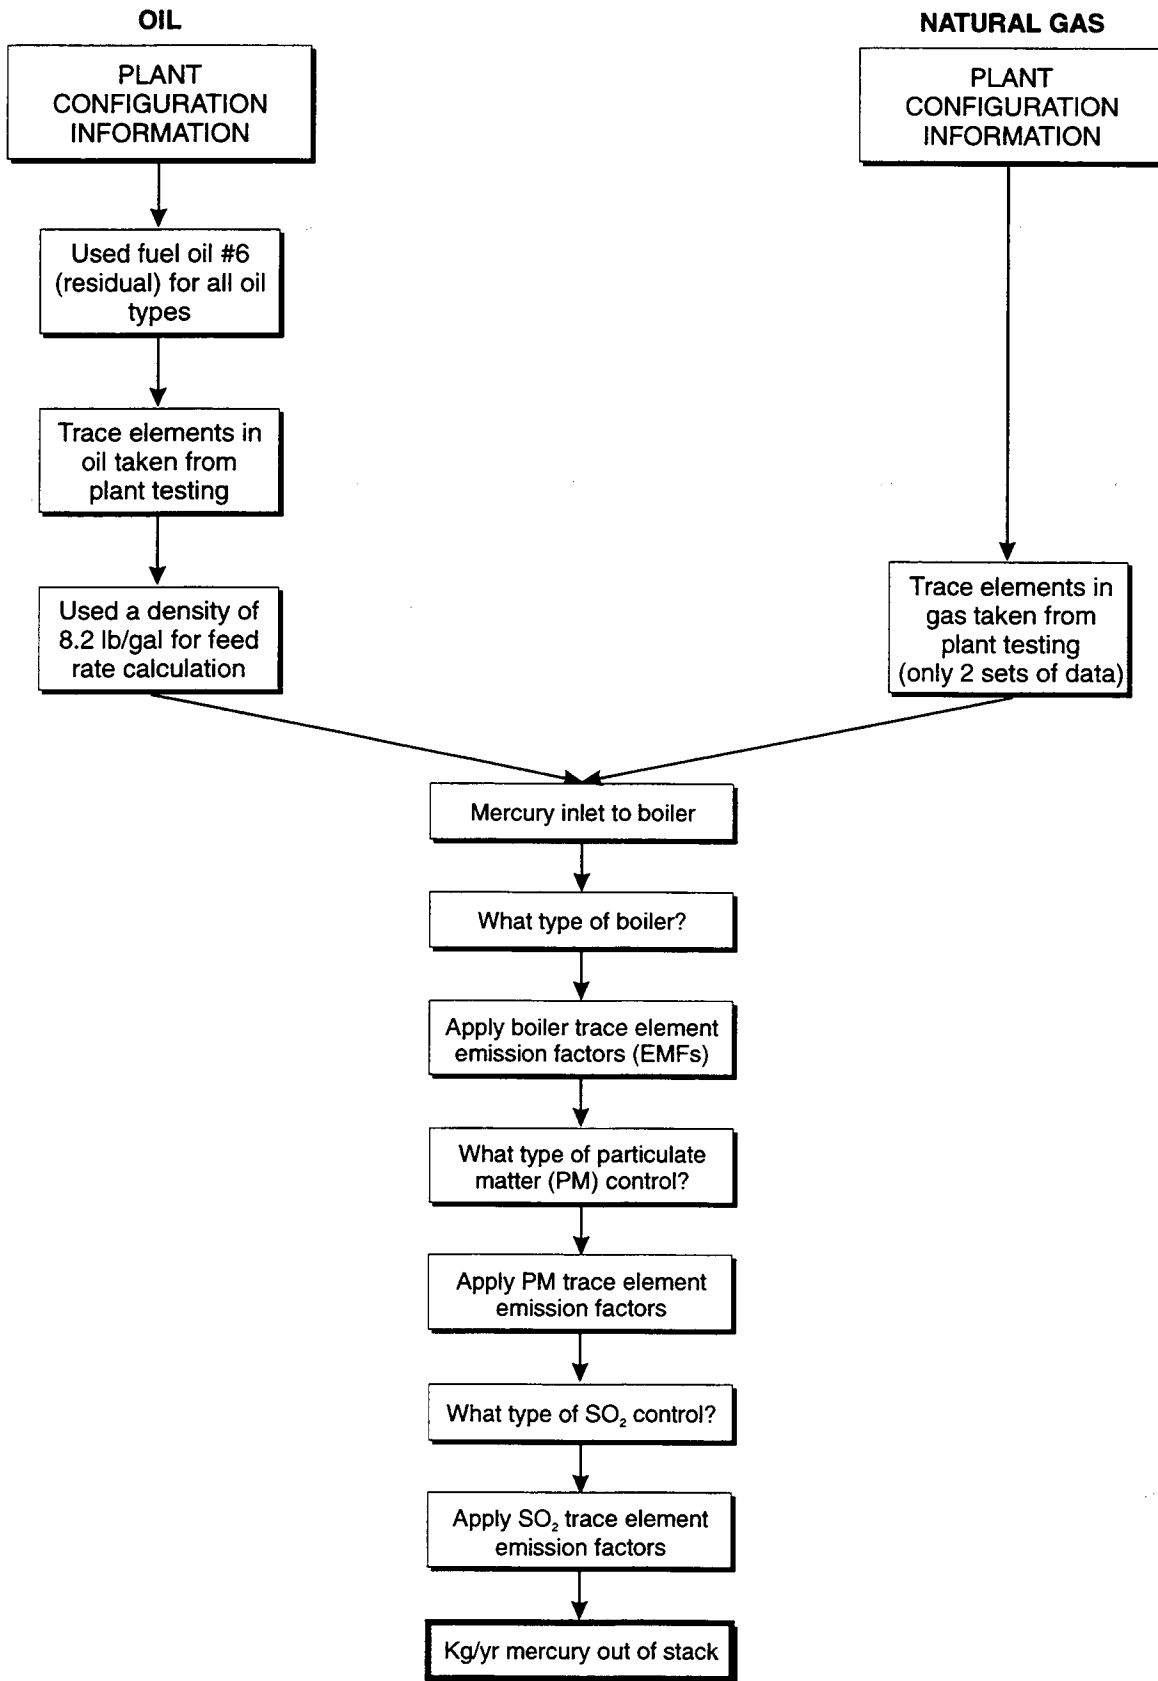 OIL
PLANT
CONFIGURATION
INFORMATION
Used fuel oil #6
(residual) for all oil
types
Trace elements in
oil taken from
plant testing
Used a density of
8.2 lb/gal for feed
rate calculation
NATURAL GAS
PLANT
CONFIGURATION
INFORMATION
Trace elements in
gas taken from
plant testing
(only 2 sets of data)
Mercury inlet to boiler
What type of boiler?
Apply boiler trace element
emission factors (EMFs)
What type of particulate
matter (PM) control?
Apply PM trace element
emission factors
What type of SO₂ control?
Apply SO₂ trace element
emission factors
Kg/yr mercury out of stack